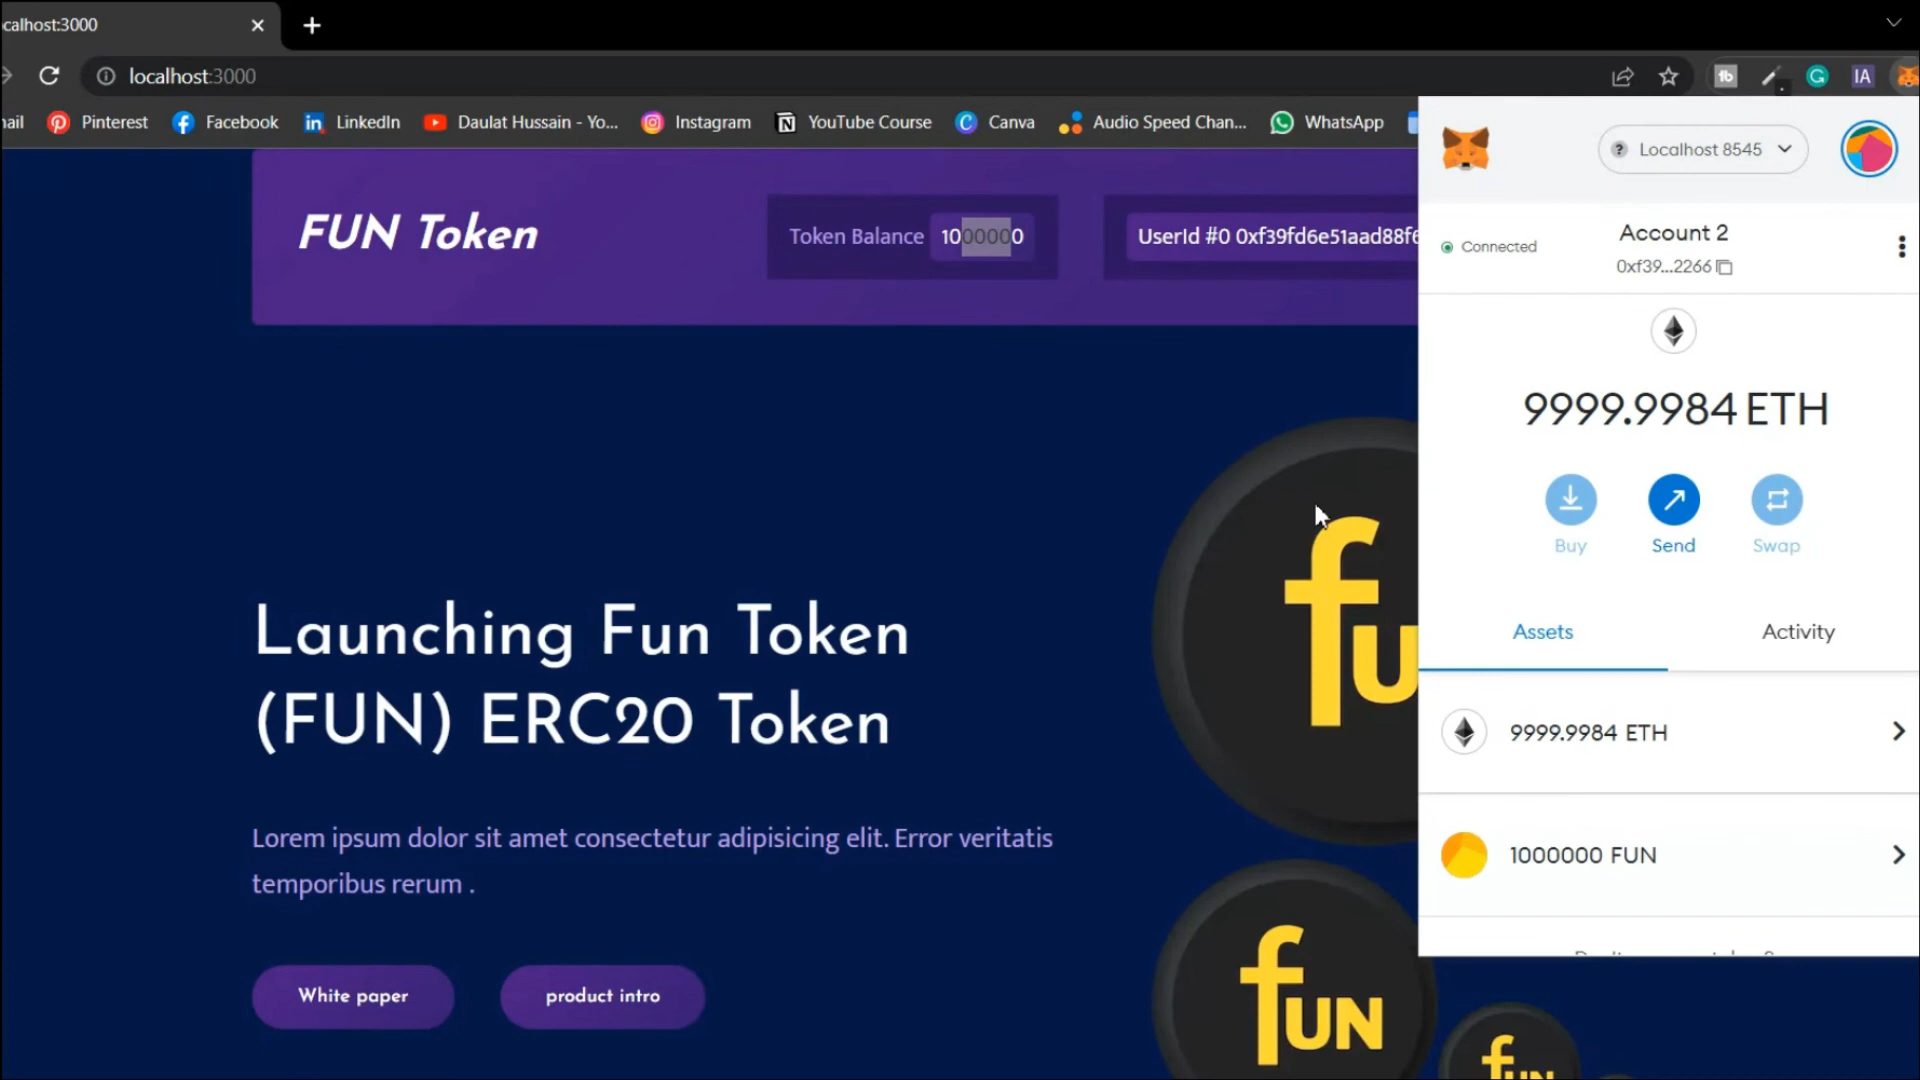 calhost:3000
localhost:3000
ail Pinterest Facebook LinkedIn Daulat Hussain - Yo... Instagram YouTube Course Canva Audio Speed Chan... WhatsApp
IA
FUN Token
Token Balance 1000000
UserId #0 0xf39fd6e51aad88f6
Launching Fun Token
(FUN) ERC20 Token
Lorem ipsum dolor sit amet consectetur adipisicing elit. Error veritatis
temporibus rerum .
White paper
product intro
fu
fUN
fUN
Localhost 8545
Connected
Account 2
0xf39...2266
9999.9984 ETH
Buy
Send
Swap
Assets
Activity
9999.9984 ETH
1000000 FUN